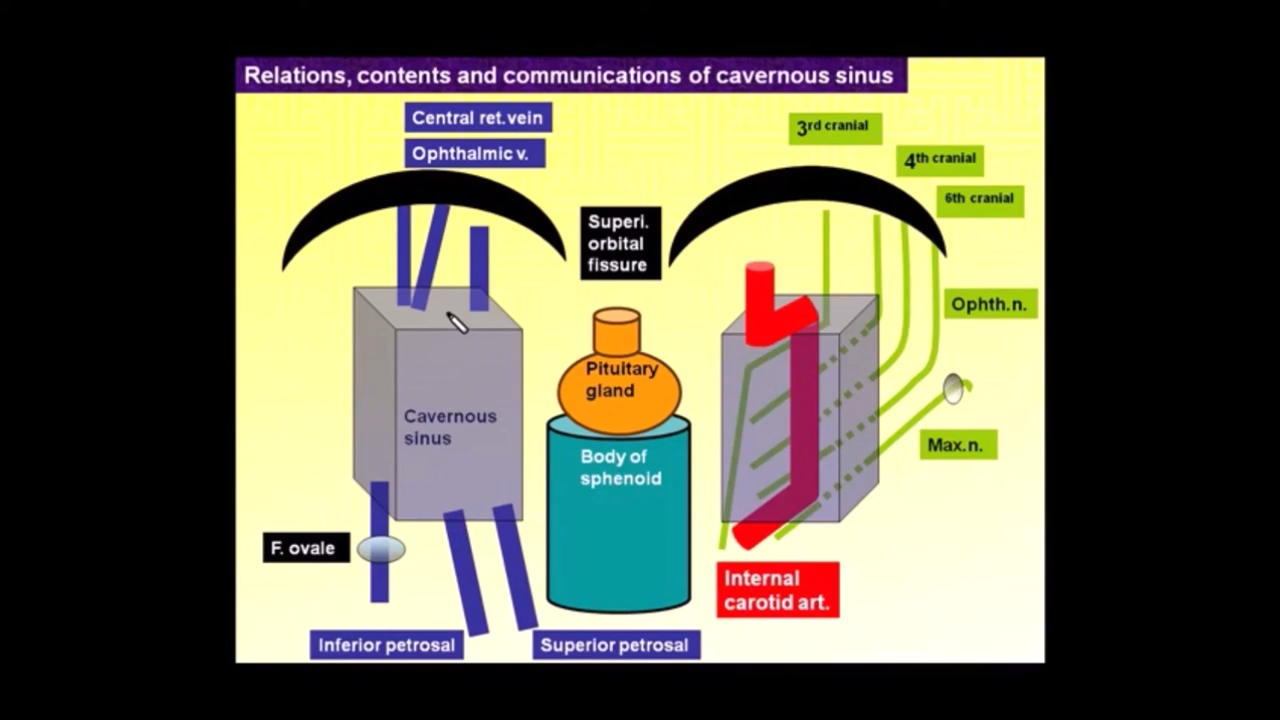 Relations, contents and communications of cavernous sinus
Central ret.vein
Ophthalmic v.
3rd cranial
4th cranial
6th cranial
Superi.
orbital
fissure
Ophth.n.
Pituitary
gland
Cavernous
sinus
Max.n.
Body of
sphenoid
F. ovale
Internal
carotid art.
Inferior petrosal
Superior petrosal